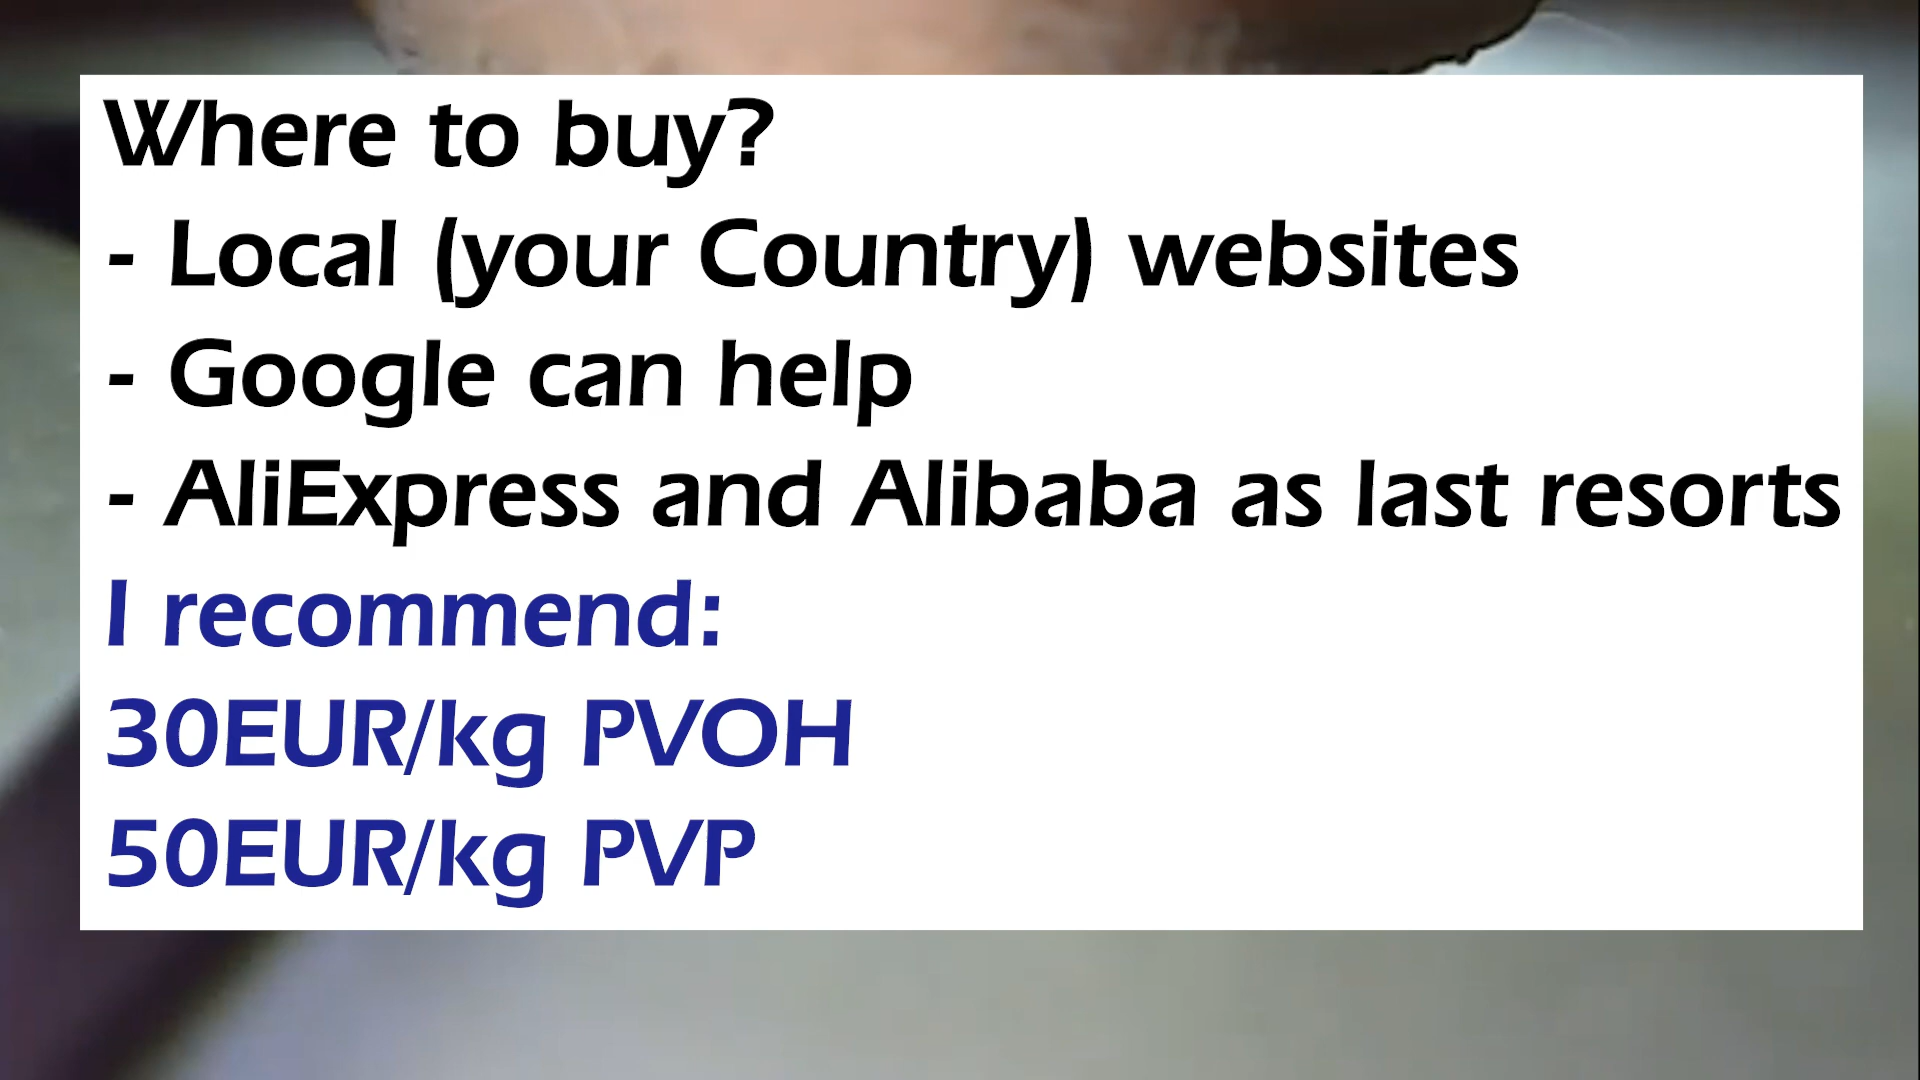 Where to buy?
- Local (your Country) websites
- Google can help
- AliExpress and Alibaba as last resorts
I recommend:
30EUR/kg PVOH
50EUR/kg PVP